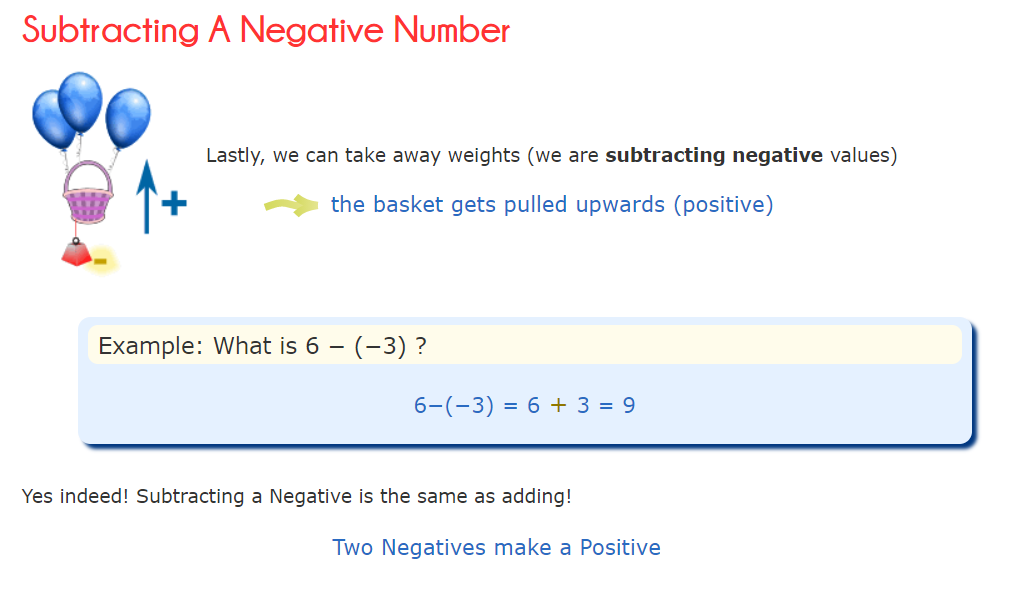 Subtracting A Negative Number
Lastly, we can take away weights (we are subtracting negative values)
the basket gets pulled upwards (positive)
+
-
Example: What is 6 − (−3) ?
6−(−3) = 6 + 3 = 9
Yes indeed! Subtracting a Negative is the same as adding!
Two Negatives make a Positive